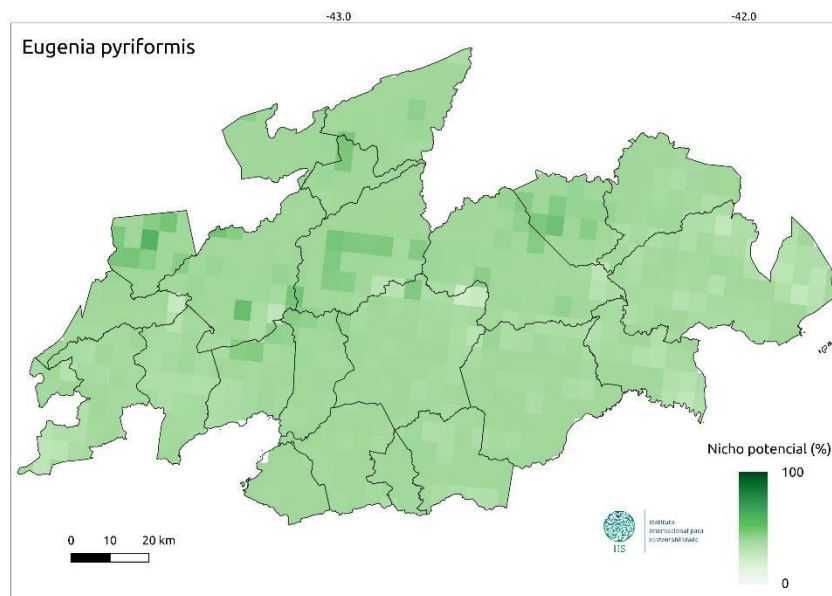 -43.0
-42.0
Eugenia pyriformis
Nicho potencial (%)
100
0
0 10 20 km
IIS
Instituto
Internacional para
Sustentabilidade